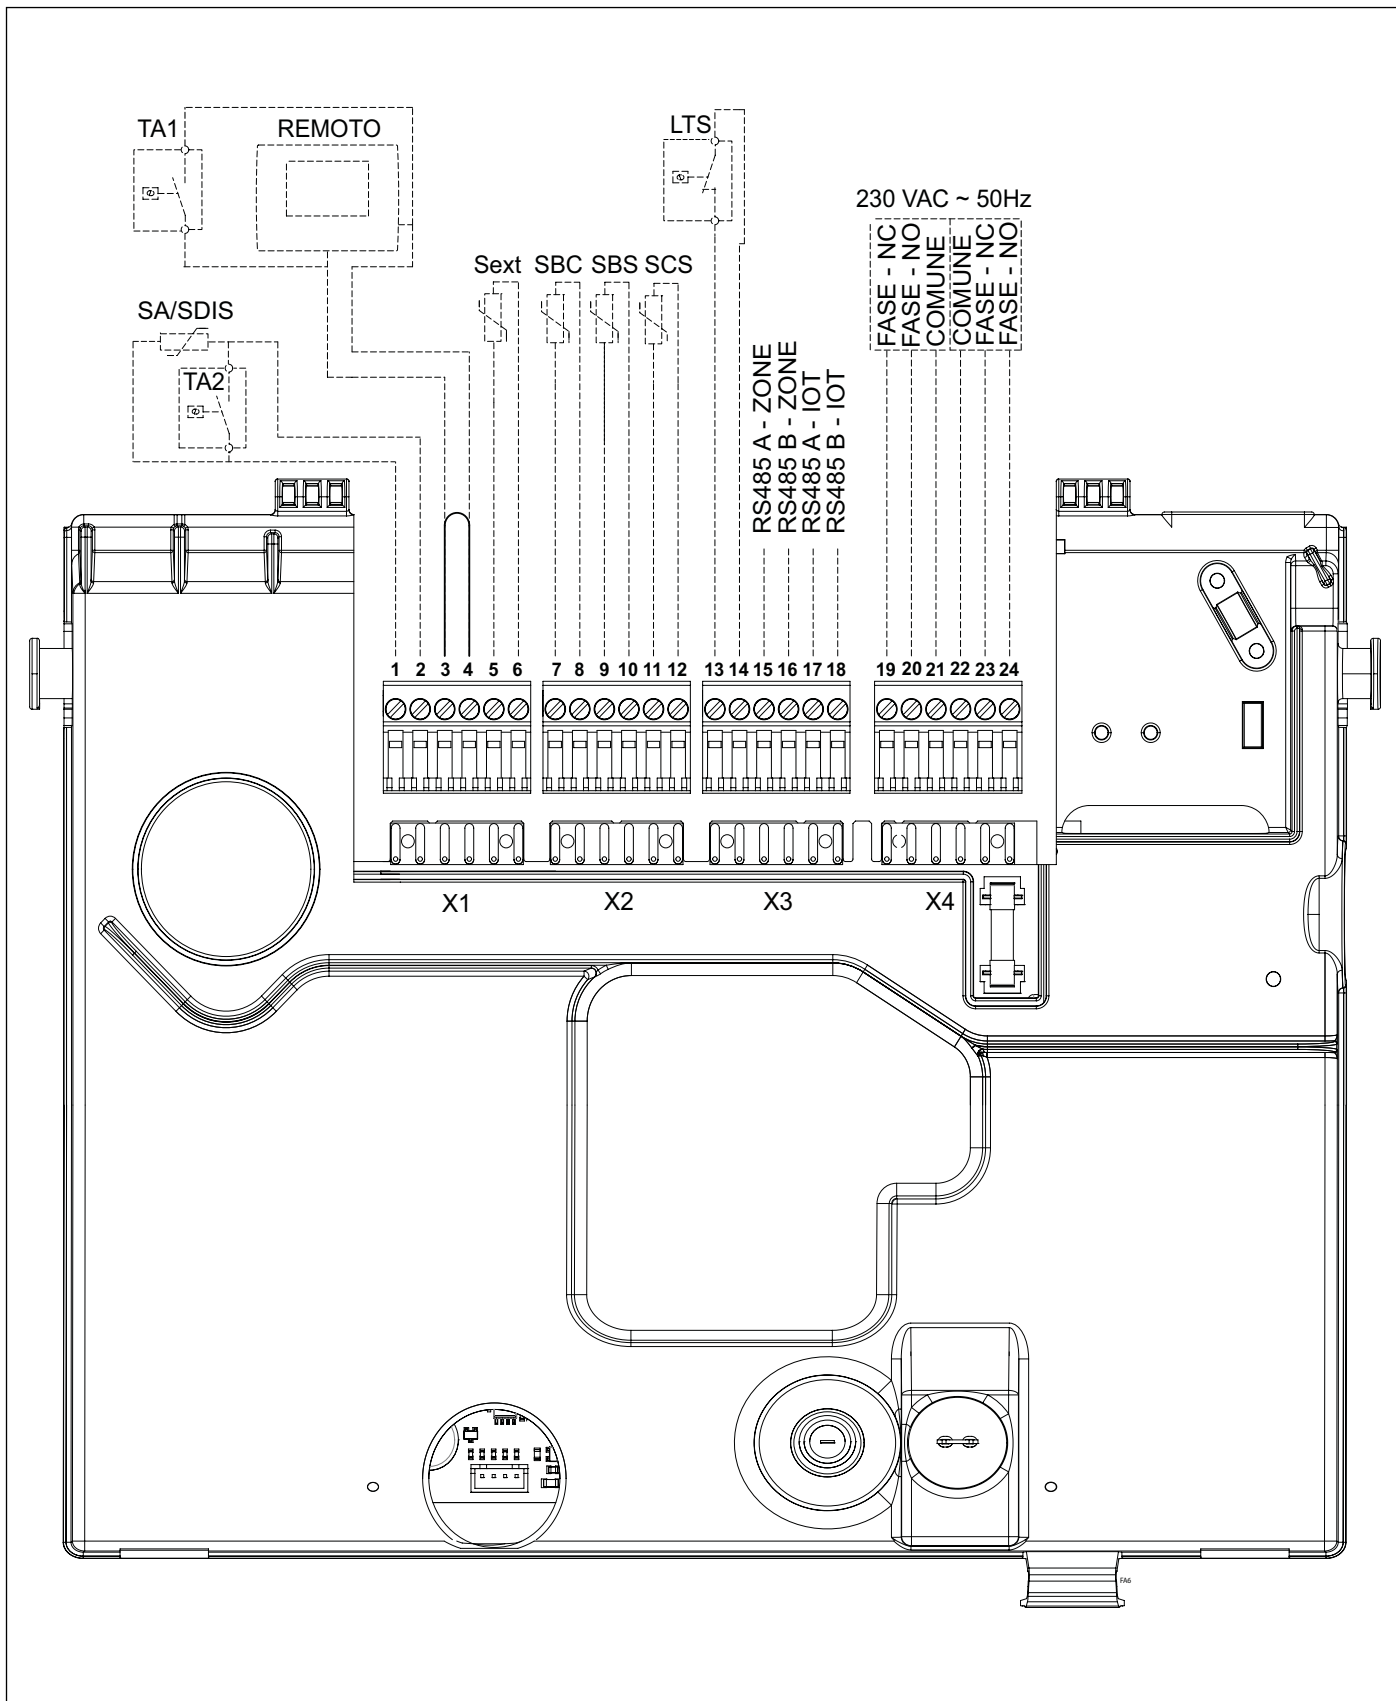 TA1
REMOTO
LTS
230 VAC ~ 50Hz
FASE - NC
FASE - NO
COMUNE
COMUNE
FASE - NC
FASE - NO
Sext
SBC
SBS
SCS
SA/SDIS
TA2
RS485 A - ZONE
RS485 B - ZONE
RS485 A - IOT
RS485 B - IOT
1 2 3 4 5 6 7 8 9 10 11 12 13 14 15 16 17 18 19 20 21 22 23 24
X1
X2
X3
X4
FA6